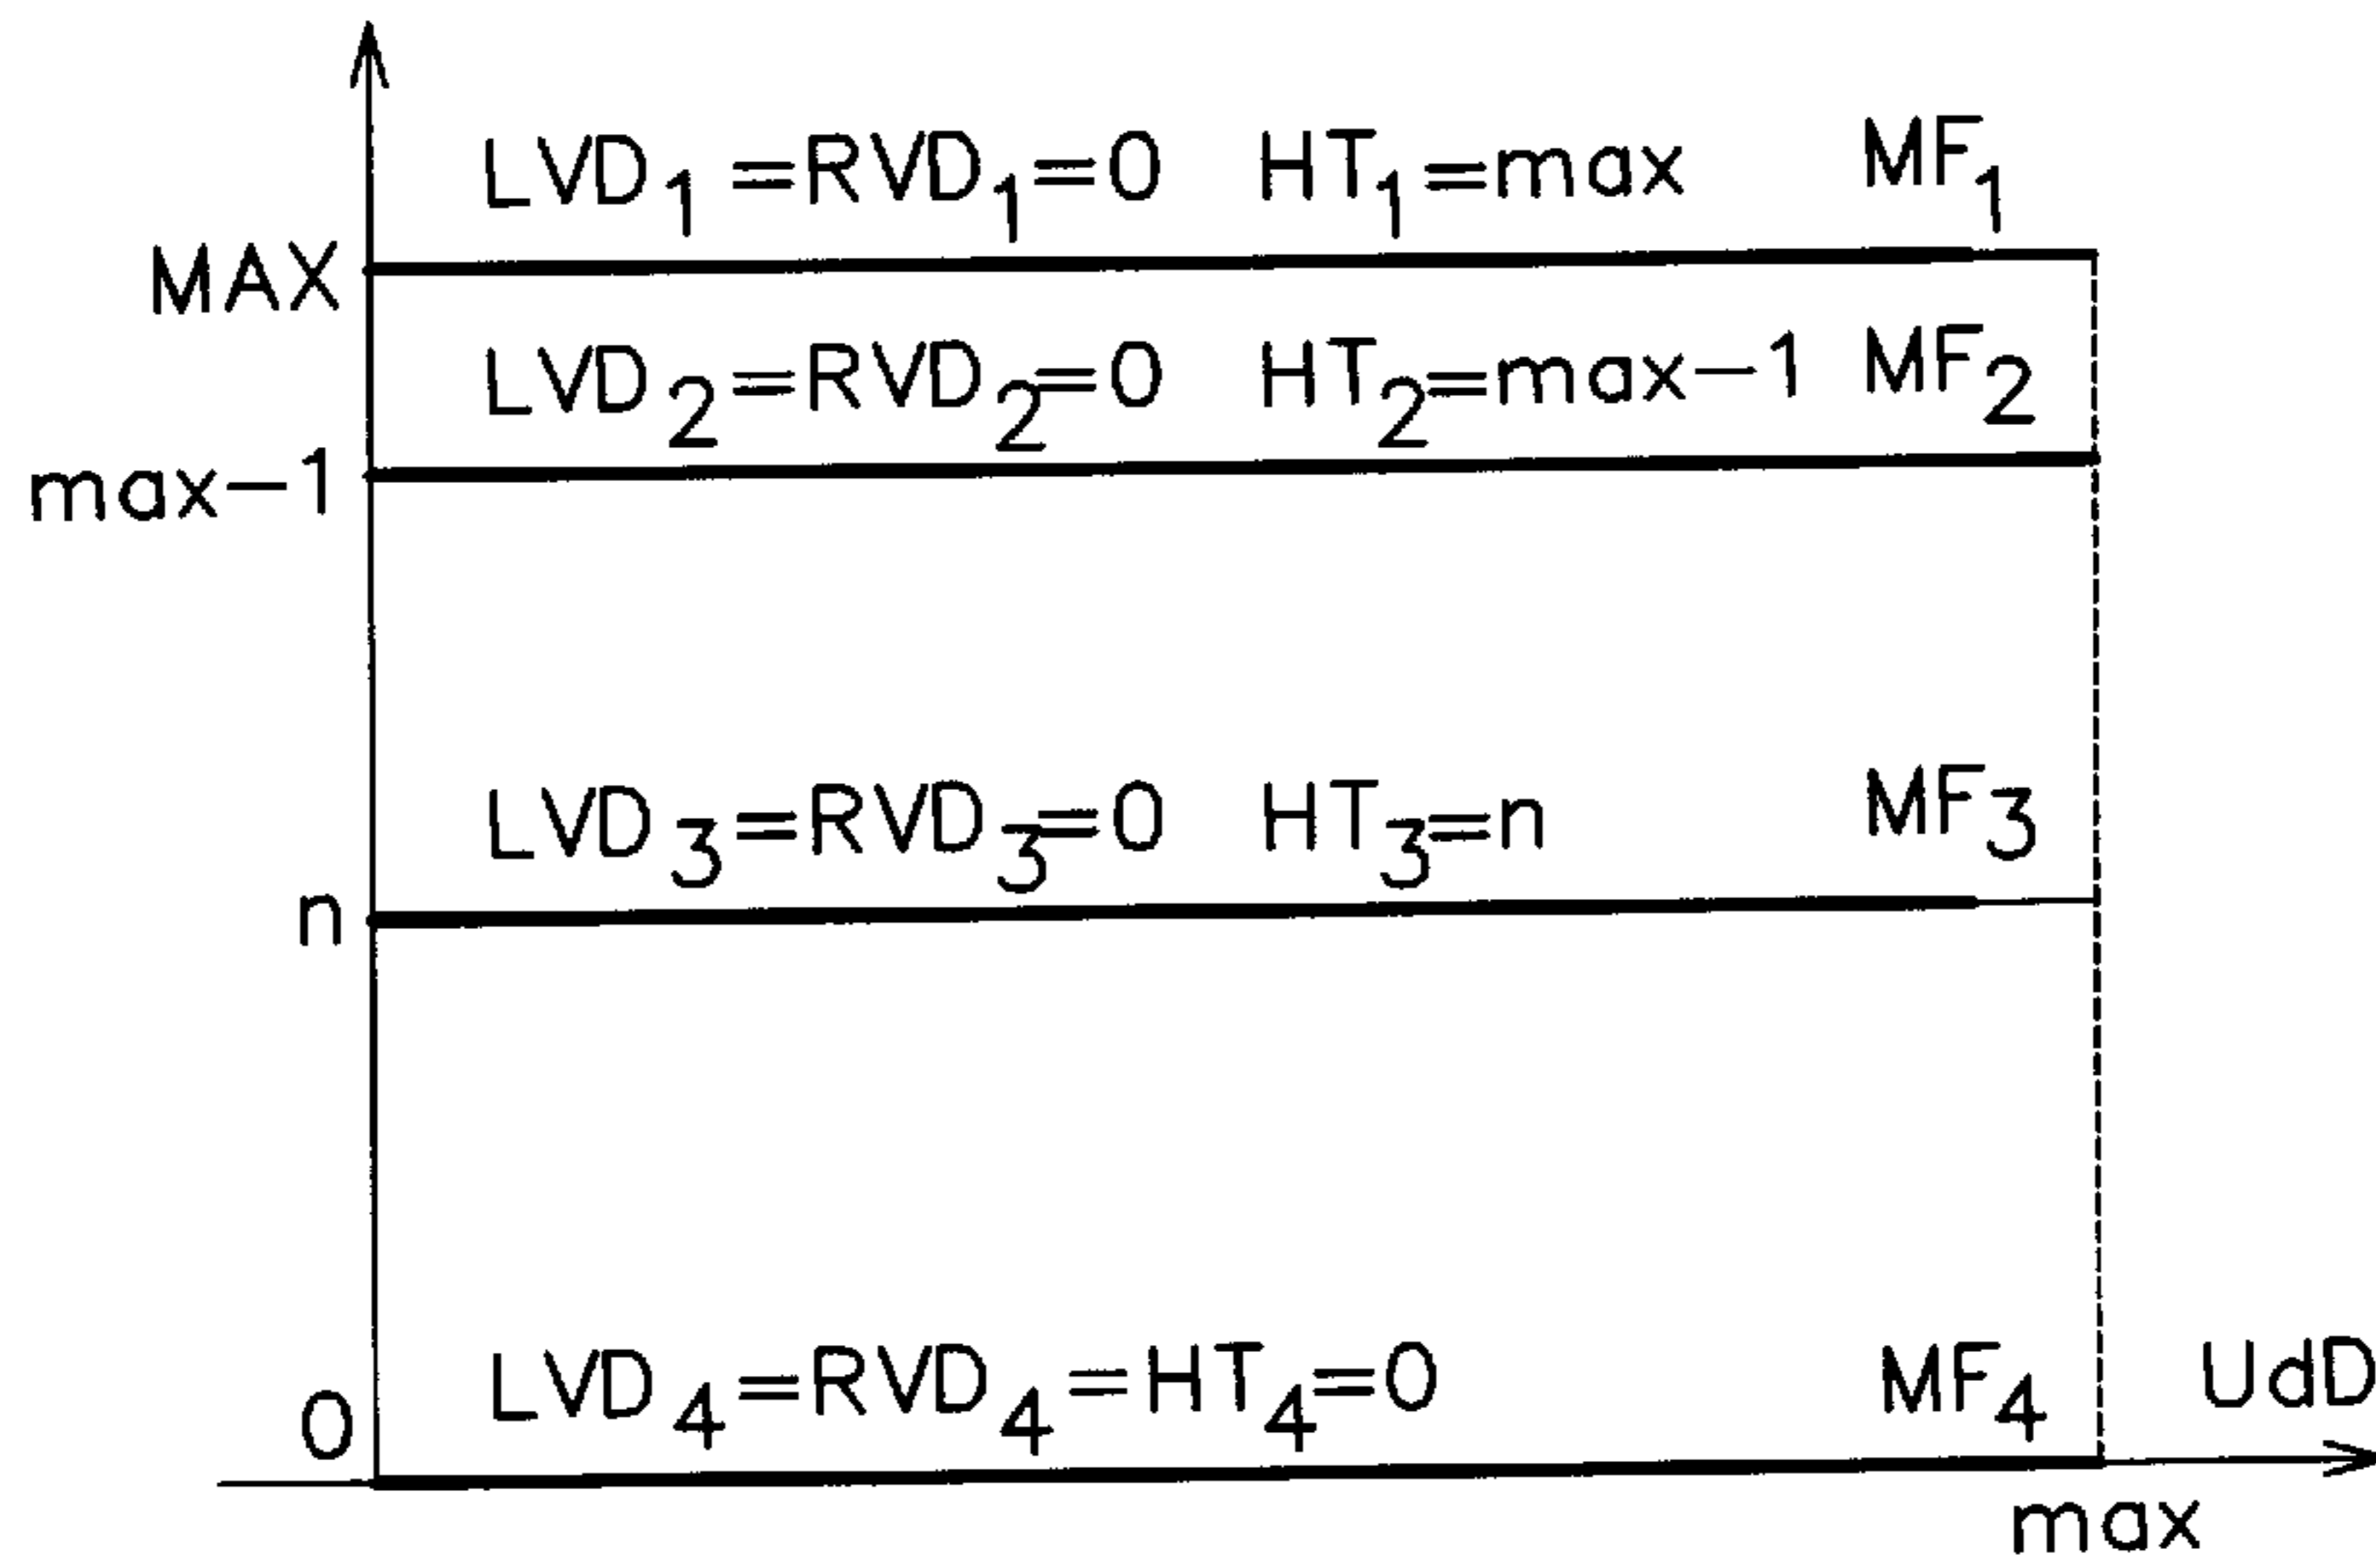 LVD₁=RVD₁=0 HT₁=max MF₁
MAX
LVD₂=RVD₂=0 HT₂=max-1 MF₂
max-1
LVD₃=RVD₃=0 HT₃=n MF₃
n
LVD₄=RVD₄=HT₄=0 MF₄ UdD
0
max